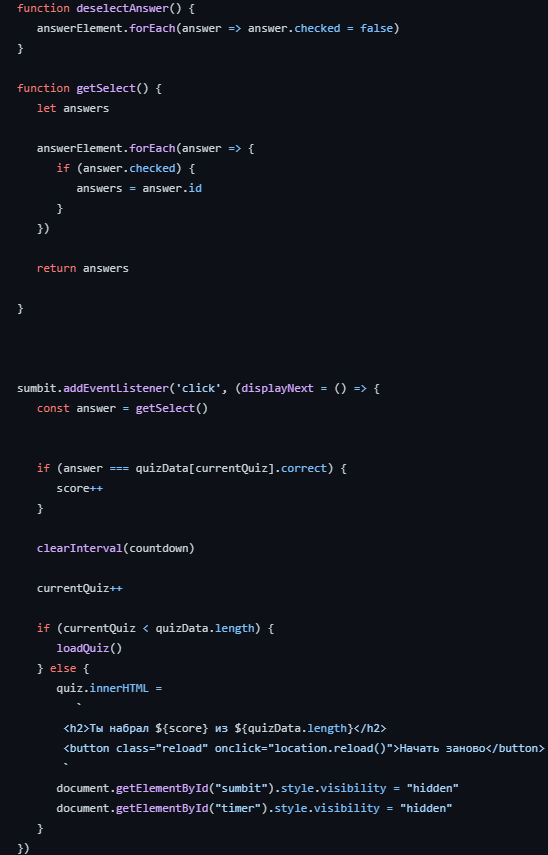 function deselectAnswer() {
answerElement.forEach(answer => answer.checked = false)
}
function getSelect() {
let answers
answerElement.forEach(answer => {
if (answer.checked) {
answers = answer.id
}
})
return answers
}
sumbit.addEventListener('click', (displayNext = () => {
const answer = getSelect()
if (answer === quizData[currentQuiz].correct) {
score++
}
clearInterval(countdown)
currentQuiz++
if (currentQuiz < quizData.length) {
loadQuiz()
} else {
quiz.innerHTML =
`
<h2>Ты набрал ${score} из ${quizData.length}</h2>
<button class="reload" onclick="location.reload()">Начать заново</button>
`
document.getElementById("sumbit").style.visibility = "hidden"
document.getElementById("timer").style.visibility = "hidden"
}
})